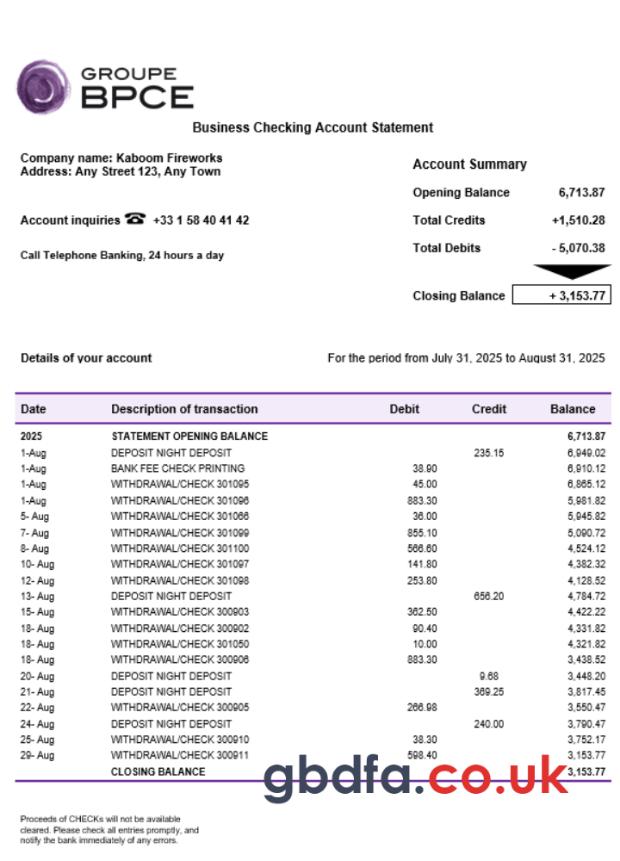 GROUPE
BPCE
Business Checking Account Statement
Company name: Kaboom Fireworks
Address: Any Street 123, Any Town
Account inquiries ☎ +33 1 58 40 41 42
Call Telephone Banking, 24 hours a day
Account Summary
Opening Balance 6,713.87
Total Credits +1,510.28
Total Debits - 5,070.38
Closing Balance + 3,153.77
Details of your account For the period from July 31, 2025 to August 31, 2025
Date Description of transaction Debit Credit Balance
2025 STATEMENT OPENING BALANCE 6,713.87
1-Aug DEPOSIT NIGHT DEPOSIT 235.15 6,949.02
1-Aug BANK FEE CHECK PRINTING 38.90 6,910.12
1-Aug WITHDRAWAL/CHECK 301095 45.00 6,865.12
1-Aug WITHDRAWAL/CHECK 301096 883.30 5,981.82
5- Aug WITHDRAWAL/CHECK 301066 36.00 5,945.82
7- Aug WITHDRAWAL/CHECK 301099 855.10 5,090.72
8- Aug WITHDRAWAL/CHECK 301100 566.60 4,524.12
10- Aug WITHDRAWAL/CHECK 301097 141.80 4,382.32
12- Aug WITHDRAWAL/CHECK 301098 253.80 4,128.52
13- Aug DEPOSIT NIGHT DEPOSIT 656.20 4,784.72
15- Aug WITHDRAWAL/CHECK 300903 362.50 4,422.22
18- Aug WITHDRAWAL/CHECK 300902 90.40 4,331.82
18- Aug WITHDRAWAL/CHECK 301050 10.00 4,321.82
18- Aug WITHDRAWAL/CHECK 300906 883.30 3,438.52
20- Aug DEPOSIT NIGHT DEPOSIT 9.68 3,448.20
21- Aug DEPOSIT NIGHT DEPOSIT 369.25 3,817.45
22- Aug WITHDRAWAL/CHECK 300905 266.98 3,550.47
24- Aug DEPOSIT NIGHT DEPOSIT 240.00 3,790.47
25- Aug WITHDRAWAL/CHECK 300910 38.30 3,752.17
29- Aug WITHDRAWAL/CHECK 300911 598.40 3,153.77
CLOSING BALANCE 3,153.77
gbdfa.co.uk
Proceeds of CHECKs will not be available
cleared. Please check all entries promptly, and
notify the bank immediately of any errors.